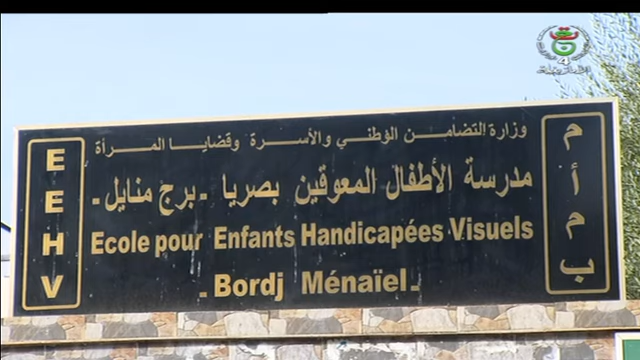 وزارة التضامن الوطني والأسرة وقضايا المرأة
مدرسة الأطفال المعوقين بصريا - برج منايل -
Ecole pour Enfants Handicapées Visuels
- Bordj Ménaïel -
E
E
H
V
م
أ
م
ب
4